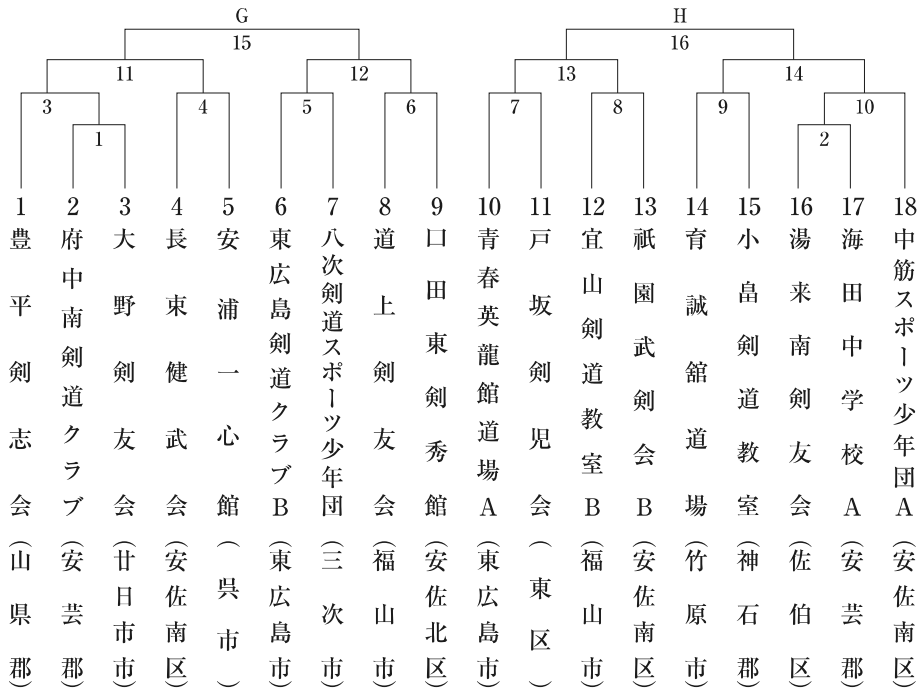 G H
15 16
11 12 13 14
3 4 5 6 7 8 9 10
1 2
1 豊平剣志会（山県郡）
2 府中南剣道クラブ（安芸郡）
3 大野剣友会（廿日市市）
4 長束健武会（安佐南区）
5 安浦一心館（呉市）
6 東広島剣道クラブB（東広島市）
7 八次剣道スポーツ少年団（三次市）
8 道上剣友会（福山市）
9 口田東剣秀館（安佐北区）
10 青春英龍館道場A（東広島市）
11 戸坂剣児会（東区）
12 宜山剣道教室B（福山市）
13 祇園武剣会B（安佐南区）
14 育誠舘道場（竹原市）
15 小畠剣道教室（神石郡）
16 湯来南剣友会（佐伯区）
17 海田中学校A（安芸郡）
18 中筋スポーツ少年団A（安佐南区）